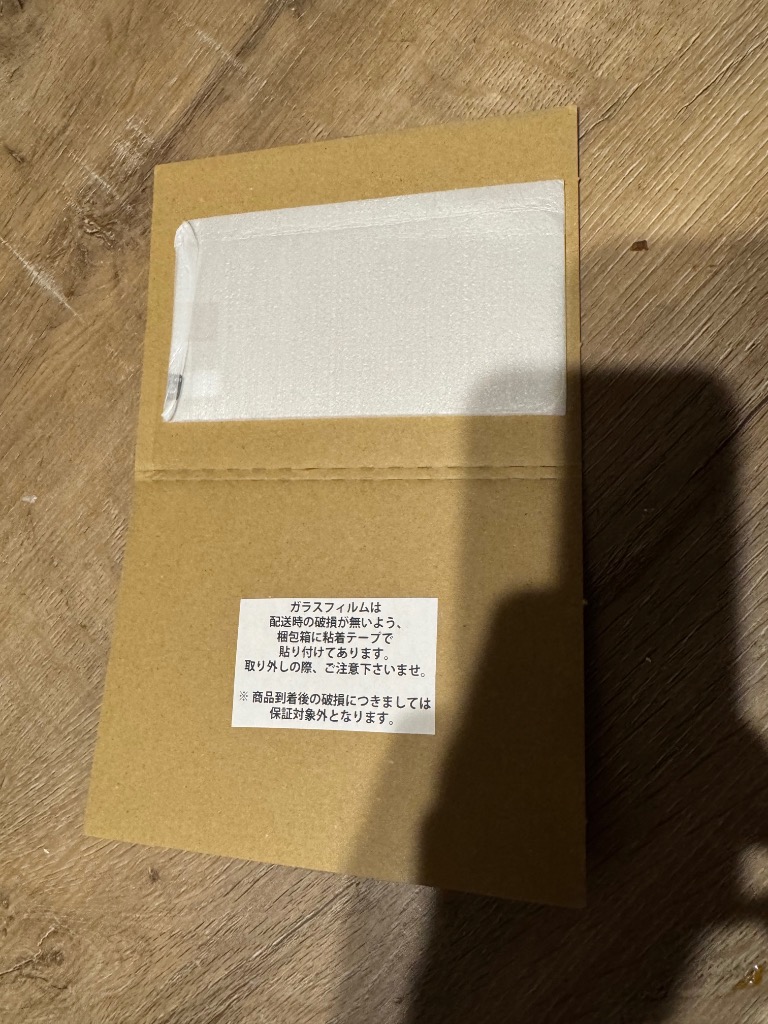 ガラスフィルムは
配送時の破損が無いよう、
梱包箱に粘着テープで
貼り付けてあります。
取り外しの際、ご注意下さいませ。
※ 商品到着後の破損につきましては
保証対象外となります。